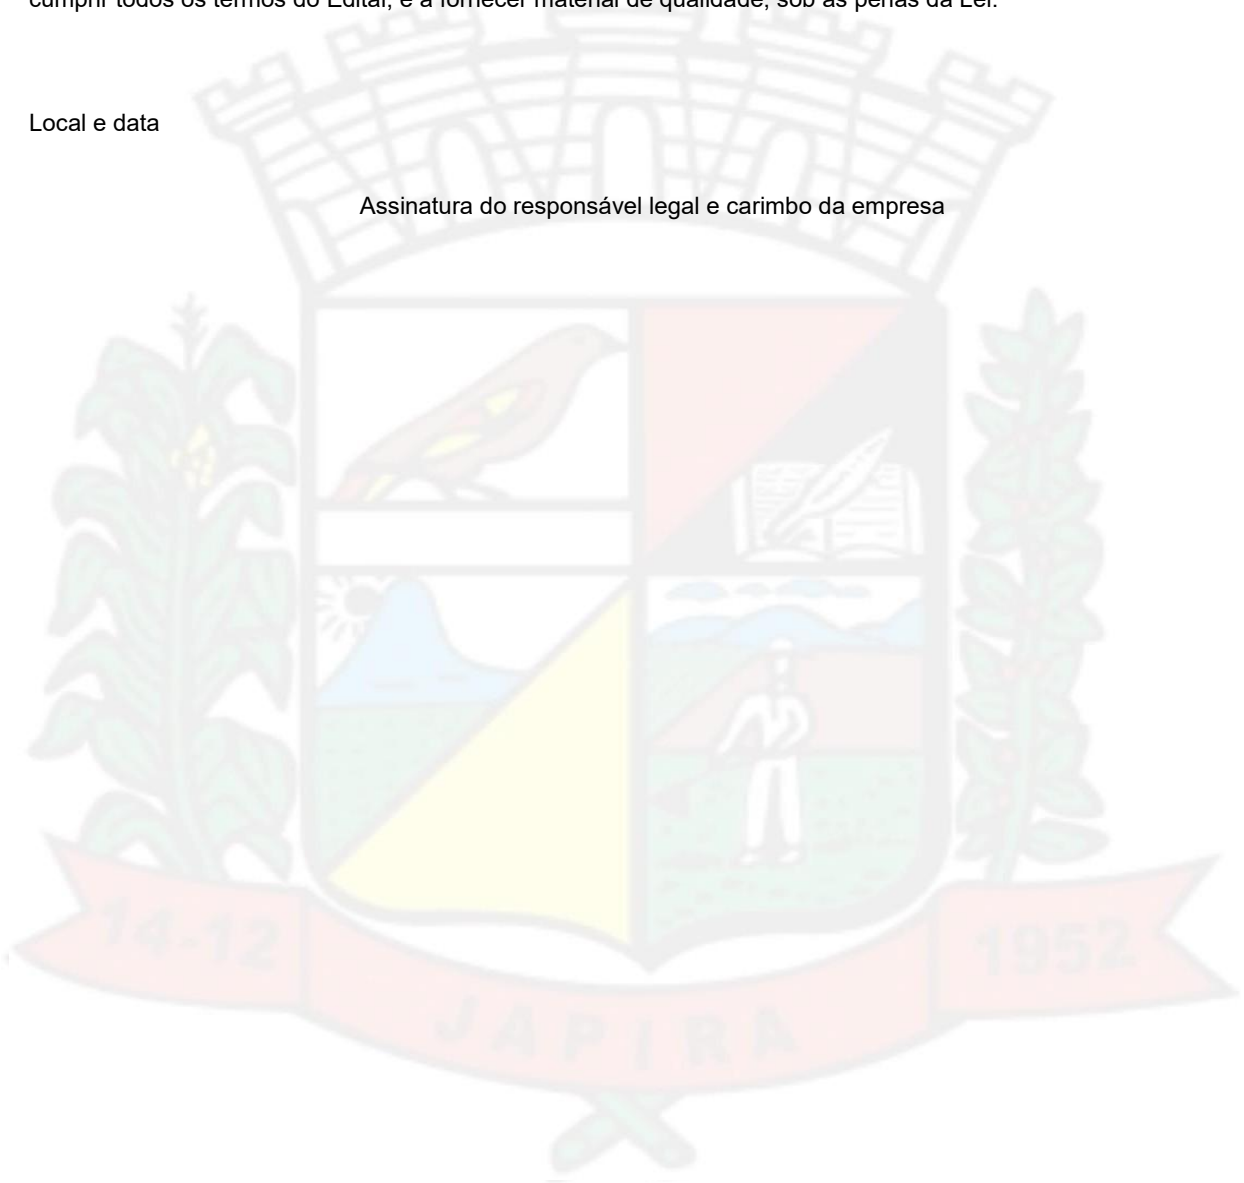 cumprir todos os termos do Edital, e a fornecer material de qualidade, sob as penas da Lei.
Local e data
Assinatura do responsável legal e carimbo da empresa
14-12
1952
JAPIRA